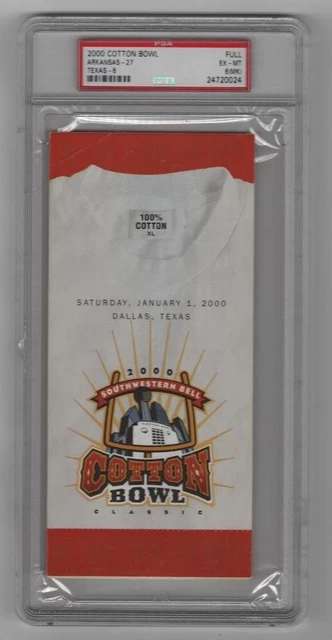 PSA
2000 COTTON BOWL FULL
ARKANSAS - 27 EX - MT
TEXAS - 6 6(MK)
24720024
100%
COTTON
XL
SATURDAY, JANUARY 1, 2000
DALLAS, TEXAS
2000
SOUTHWESTERN BELL
COTTON
BOWL
CLASSIC